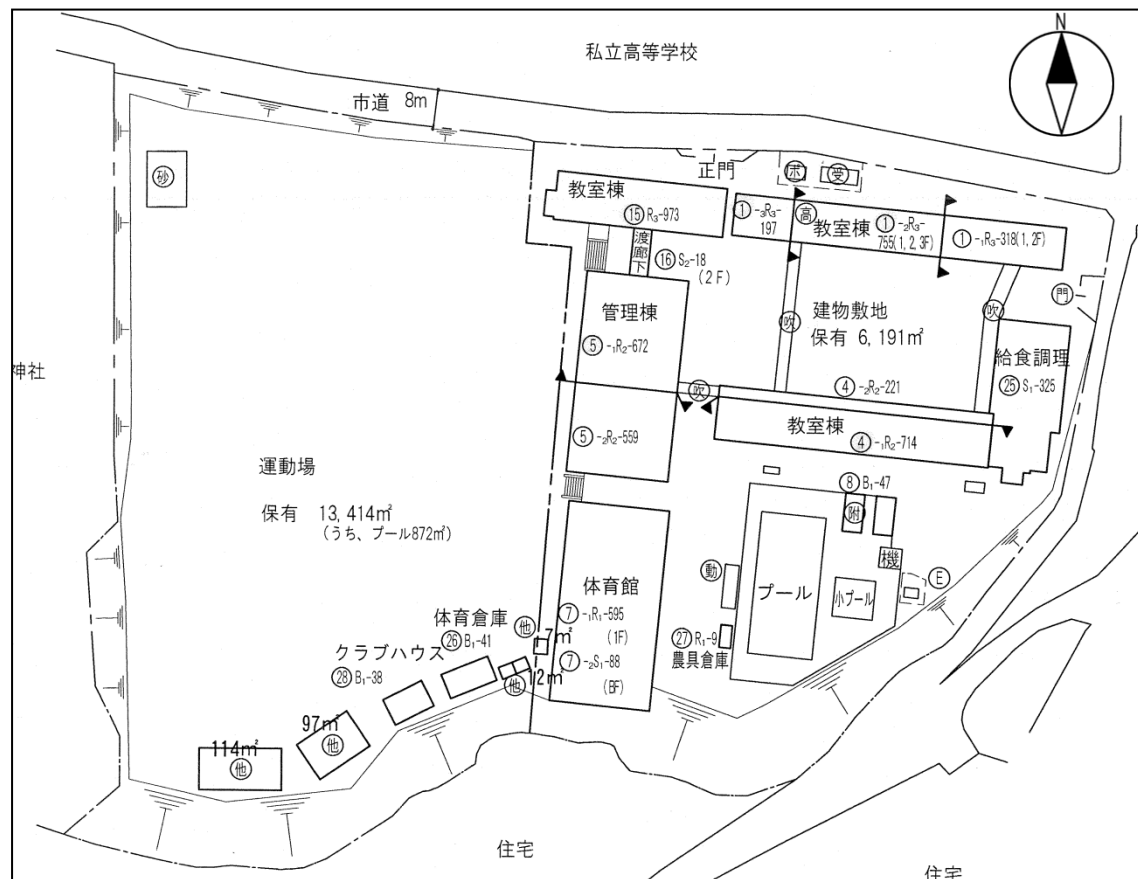 N
私立高等学校
市道 8m
正門
ポ
受
砂
教室棟
⑮ R₃-973
① -₃R₃-
197
高
教室棟
① -₂R₃-
755(1, 2, 3F)
① -₁R₃-318(1, 2F)
渡廊下
⑯ S₂-18
(2F)
門
管理棟
⑤ -₁R₂-672
吹
建物敷地
保有 6,191㎡
吹
給食調理
㉕ S₁-325
神社
吹
④ -₂R₂-221
教室棟
④ -₁R₂-714
⑤ -₂R₂-559
運動場
保有 13,414㎡
(うち、プール872㎡)
⑧ B₁-47
附
機
E
動
プール
小プール
体育館
⑦ -₁R₁-595
(1F)
⑦ -₂S₁-88
(BF)
㉗ R₁-9
農具倉庫
体育倉庫
㉖ B₁-41
他
7㎡
クラブハウス
㉘ B₁-38
他
12㎡
97㎡
他
114㎡
他
住宅
住宅